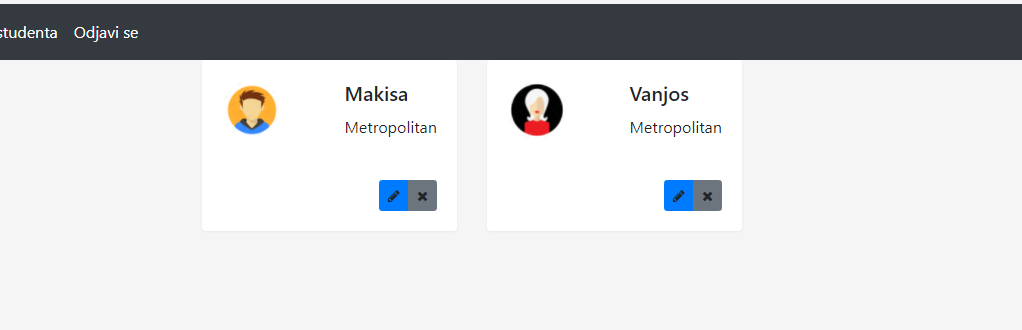 studenta Odjavi se
Makisa
Metropolitan
Vanjos
Metropolitan